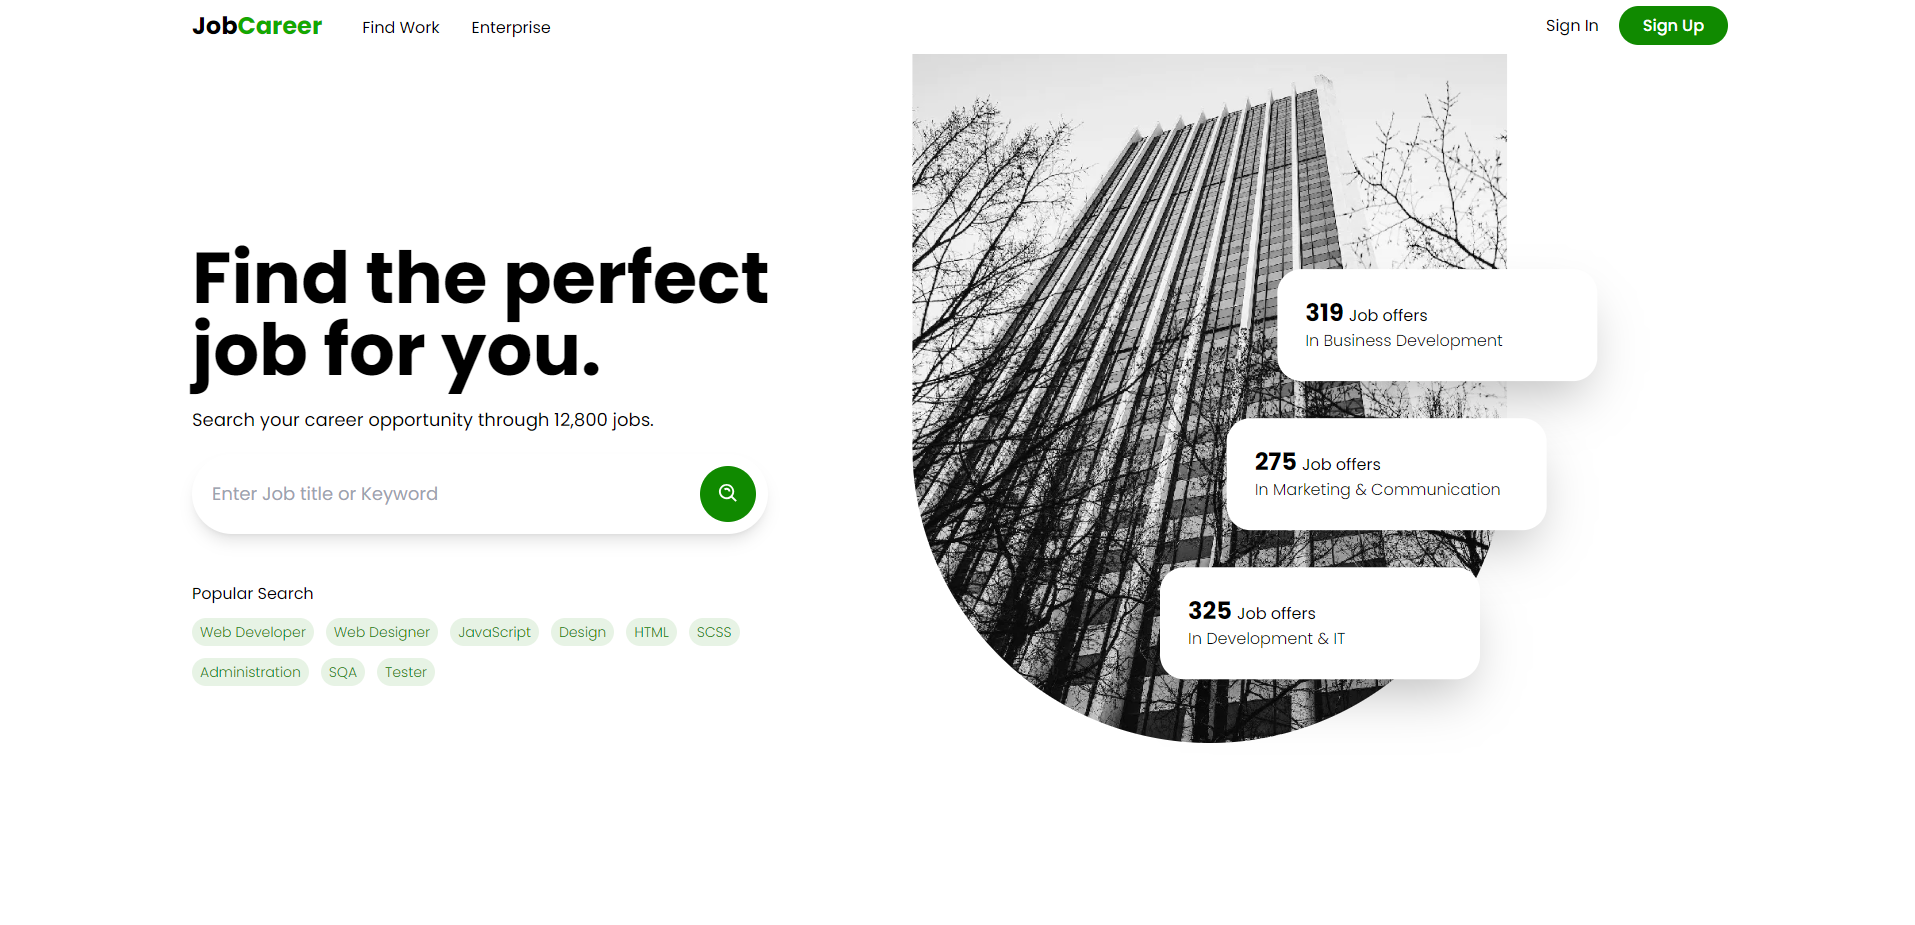 JobCareer
Find Work
Enterprise
Sign In
Sign Up
Find the perfect
job for you.
Search your career opportunity through 12,800 jobs.
Enter Job title or Keyword
Popular Search
Web Developer
Web Designer
JavaScript
Design
HTML
SCSS
Administration
SQA
Tester
319 Job offers
In Business Development
275 Job offers
In Marketing & Communication
325 Job offers
In Development & IT